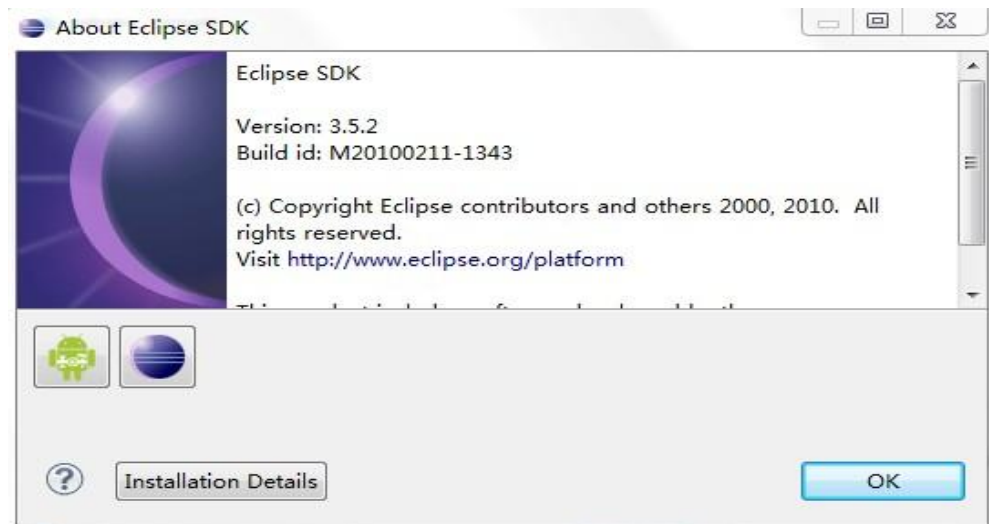 About Eclipse SDK
Eclipse SDK
Version: 3.5.2
Build id: M20100211-1343
(c) Copyright Eclipse contributors and others 2000, 2010.  All
rights reserved.
Visit http://www.eclipse.org/platform
Installation Details
OK